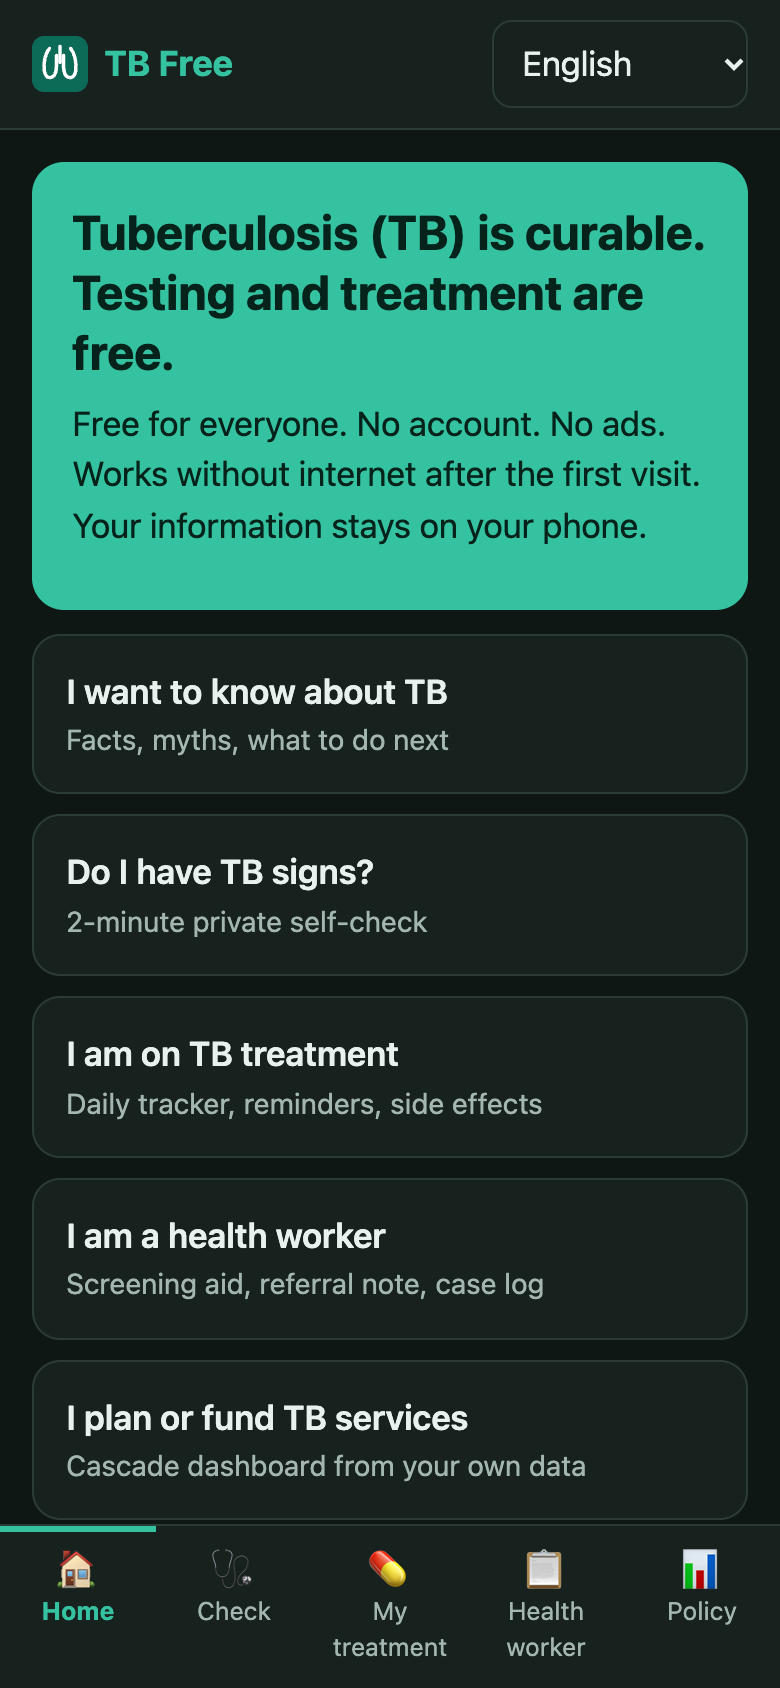 TB Free
English
Tuberculosis (TB) is curable.
Testing and treatment are
free.
Free for everyone. No account. No ads.
Works without internet after the first visit.
Your information stays on your phone.
I want to know about TB
Facts, myths, what to do next
Do I have TB signs?
2-minute private self-check
I am on TB treatment
Daily tracker, reminders, side effects
I am a health worker
Screening aid, referral note, case log
I plan or fund TB services
Cascade dashboard from your own data
Home
Check
My
treatment
Health
worker
Policy